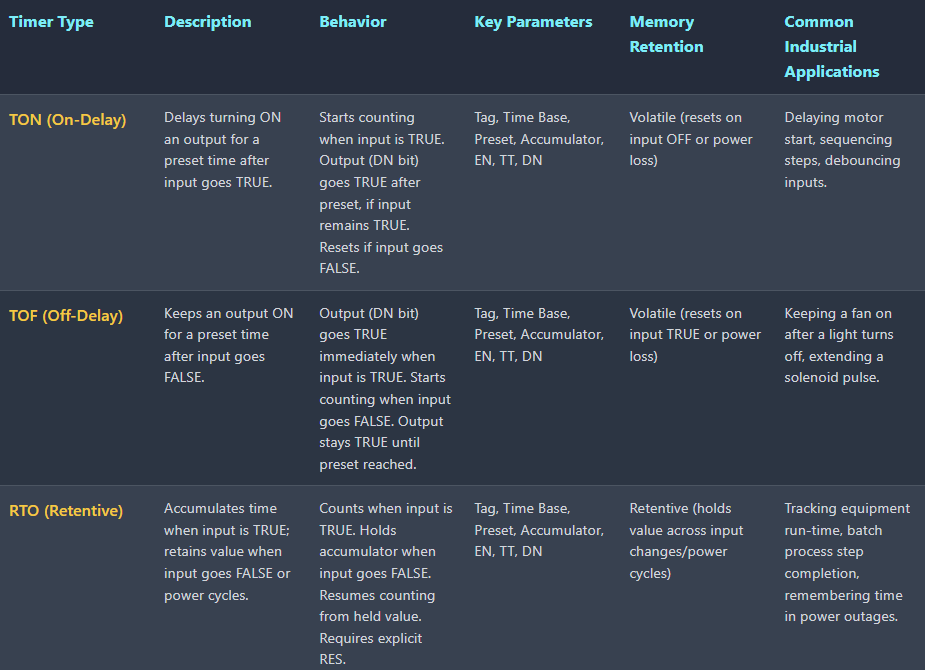 Timer Type
Description
Behavior
Key Parameters
Memory
Retention
Common
Industrial
Applications
TON (On-Delay)
Delays turning ON
an output for a
preset time after
input goes TRUE.
Starts counting
when input is TRUE.
Output (DN bit)
goes TRUE after
preset, if input
remains TRUE.
Resets if input goes
FALSE.
Tag, Time Base,
Preset, Accumulator,
EN, TT, DN
Volatile (resets on
input OFF or power
loss)
Delaying motor
start, sequencing
steps, debouncing
inputs.
TOF (Off-Delay)
Keeps an output ON
for a preset time
after input goes
FALSE.
Output (DN bit)
goes TRUE
immediately when
input is TRUE. Starts
counting when input
goes FALSE. Output
stays TRUE until
preset reached.
Tag, Time Base,
Preset, Accumulator,
EN, TT, DN
Volatile (resets on
input TRUE or power
loss)
Keeping a fan on
after a light turns
off, extending a
solenoid pulse.
RTO (Retentive)
Accumulates time
when input is TRUE;
retains value when
input goes FALSE or
power cycles.
Counts when input is
TRUE. Holds
accumulator when
input goes FALSE.
Resumes counting
from held value.
Requires explicit
RES.
Tag, Time Base,
Preset, Accumulator,
EN, TT, DN
Retentive (holds
value across input
changes/power
cycles)
Tracking equipment
run-time, batch
process step
completion,
remembering time
in power outages.